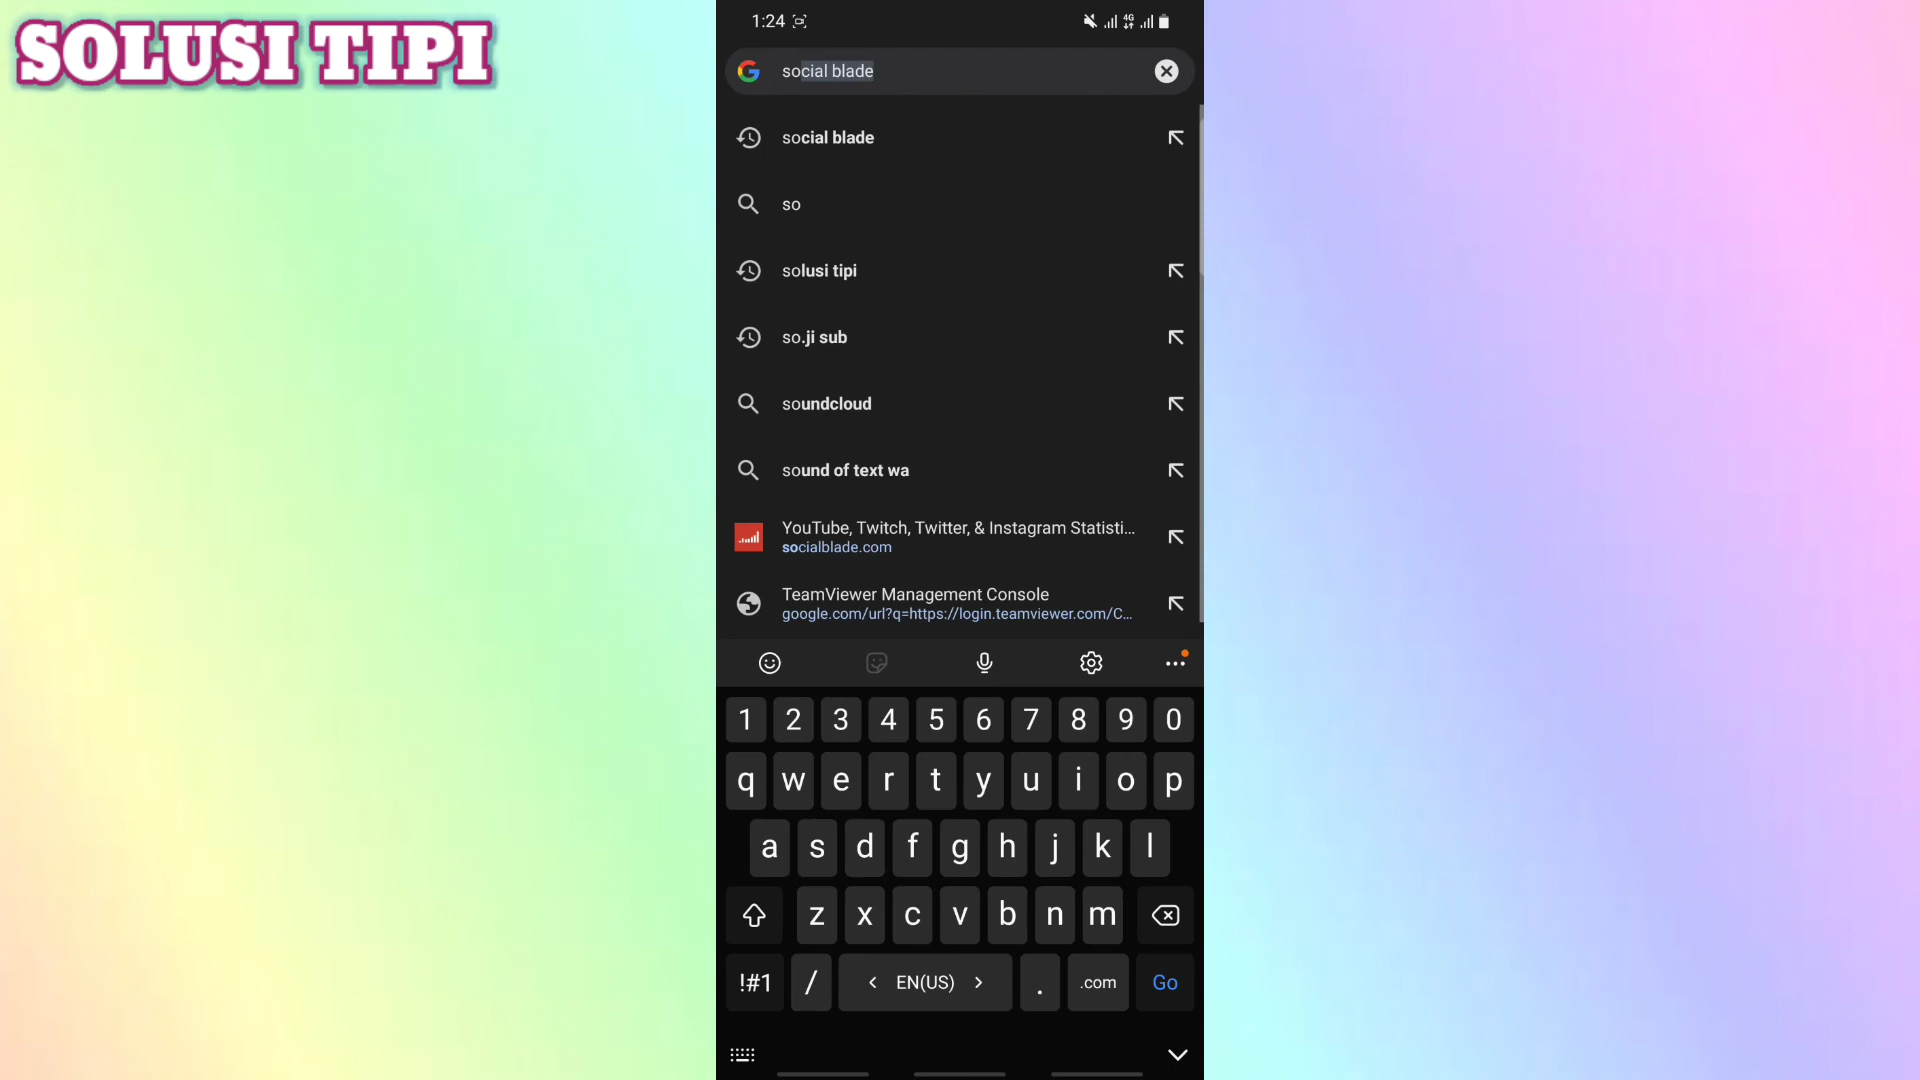 SOLUSI TIPI
1:24
4G
social blade
social blade
so
solusi tipi
so.ji sub
soundcloud
sound of text wa
YouTube, Twitch, Twitter, & Instagram Statisti...
socialblade.com
TeamViewer Management Console
google.com/url?q=https://login.teamviewer.com/C...
1 2 3 4 5 6 7 8 9 0
q w e r t y u i o p
a s d f g h j k l
z x c v b n m
!#1 / < EN(US) > . .com Go